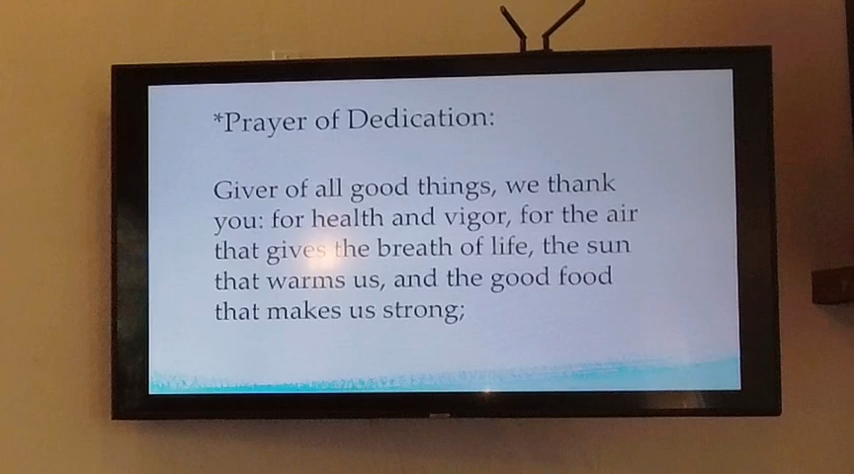 *Prayer of Dedication:
Giver of all good things, we thank
you: for health and vigor, for the air
that gives the breath of life, the sun
that warms us, and the good food
that makes us strong;